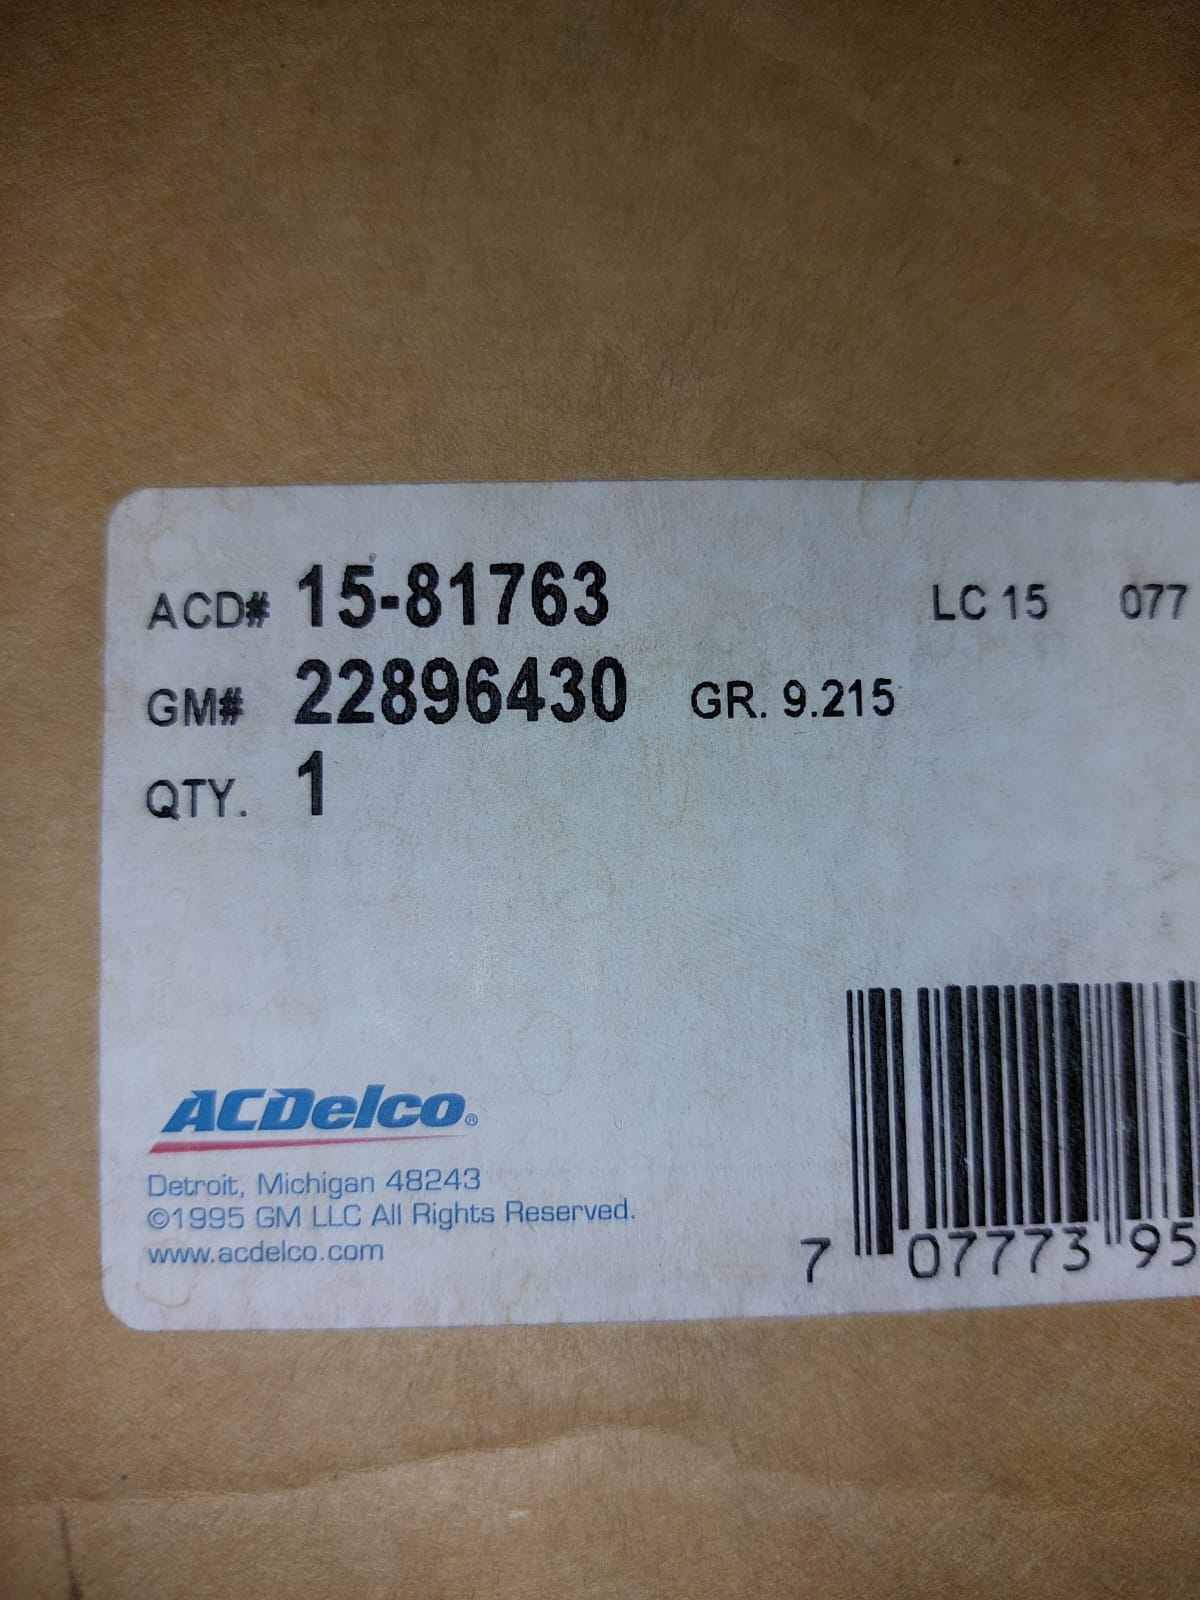 ACD# 15-81763 LC 15 077
GM# 22896430 GR. 9.215
QTY. 1
ACDelco®
Detroit, Michigan 48243
©1995 GM LLC All Rights Reserved.
www.acdelco.com
7 07773 95